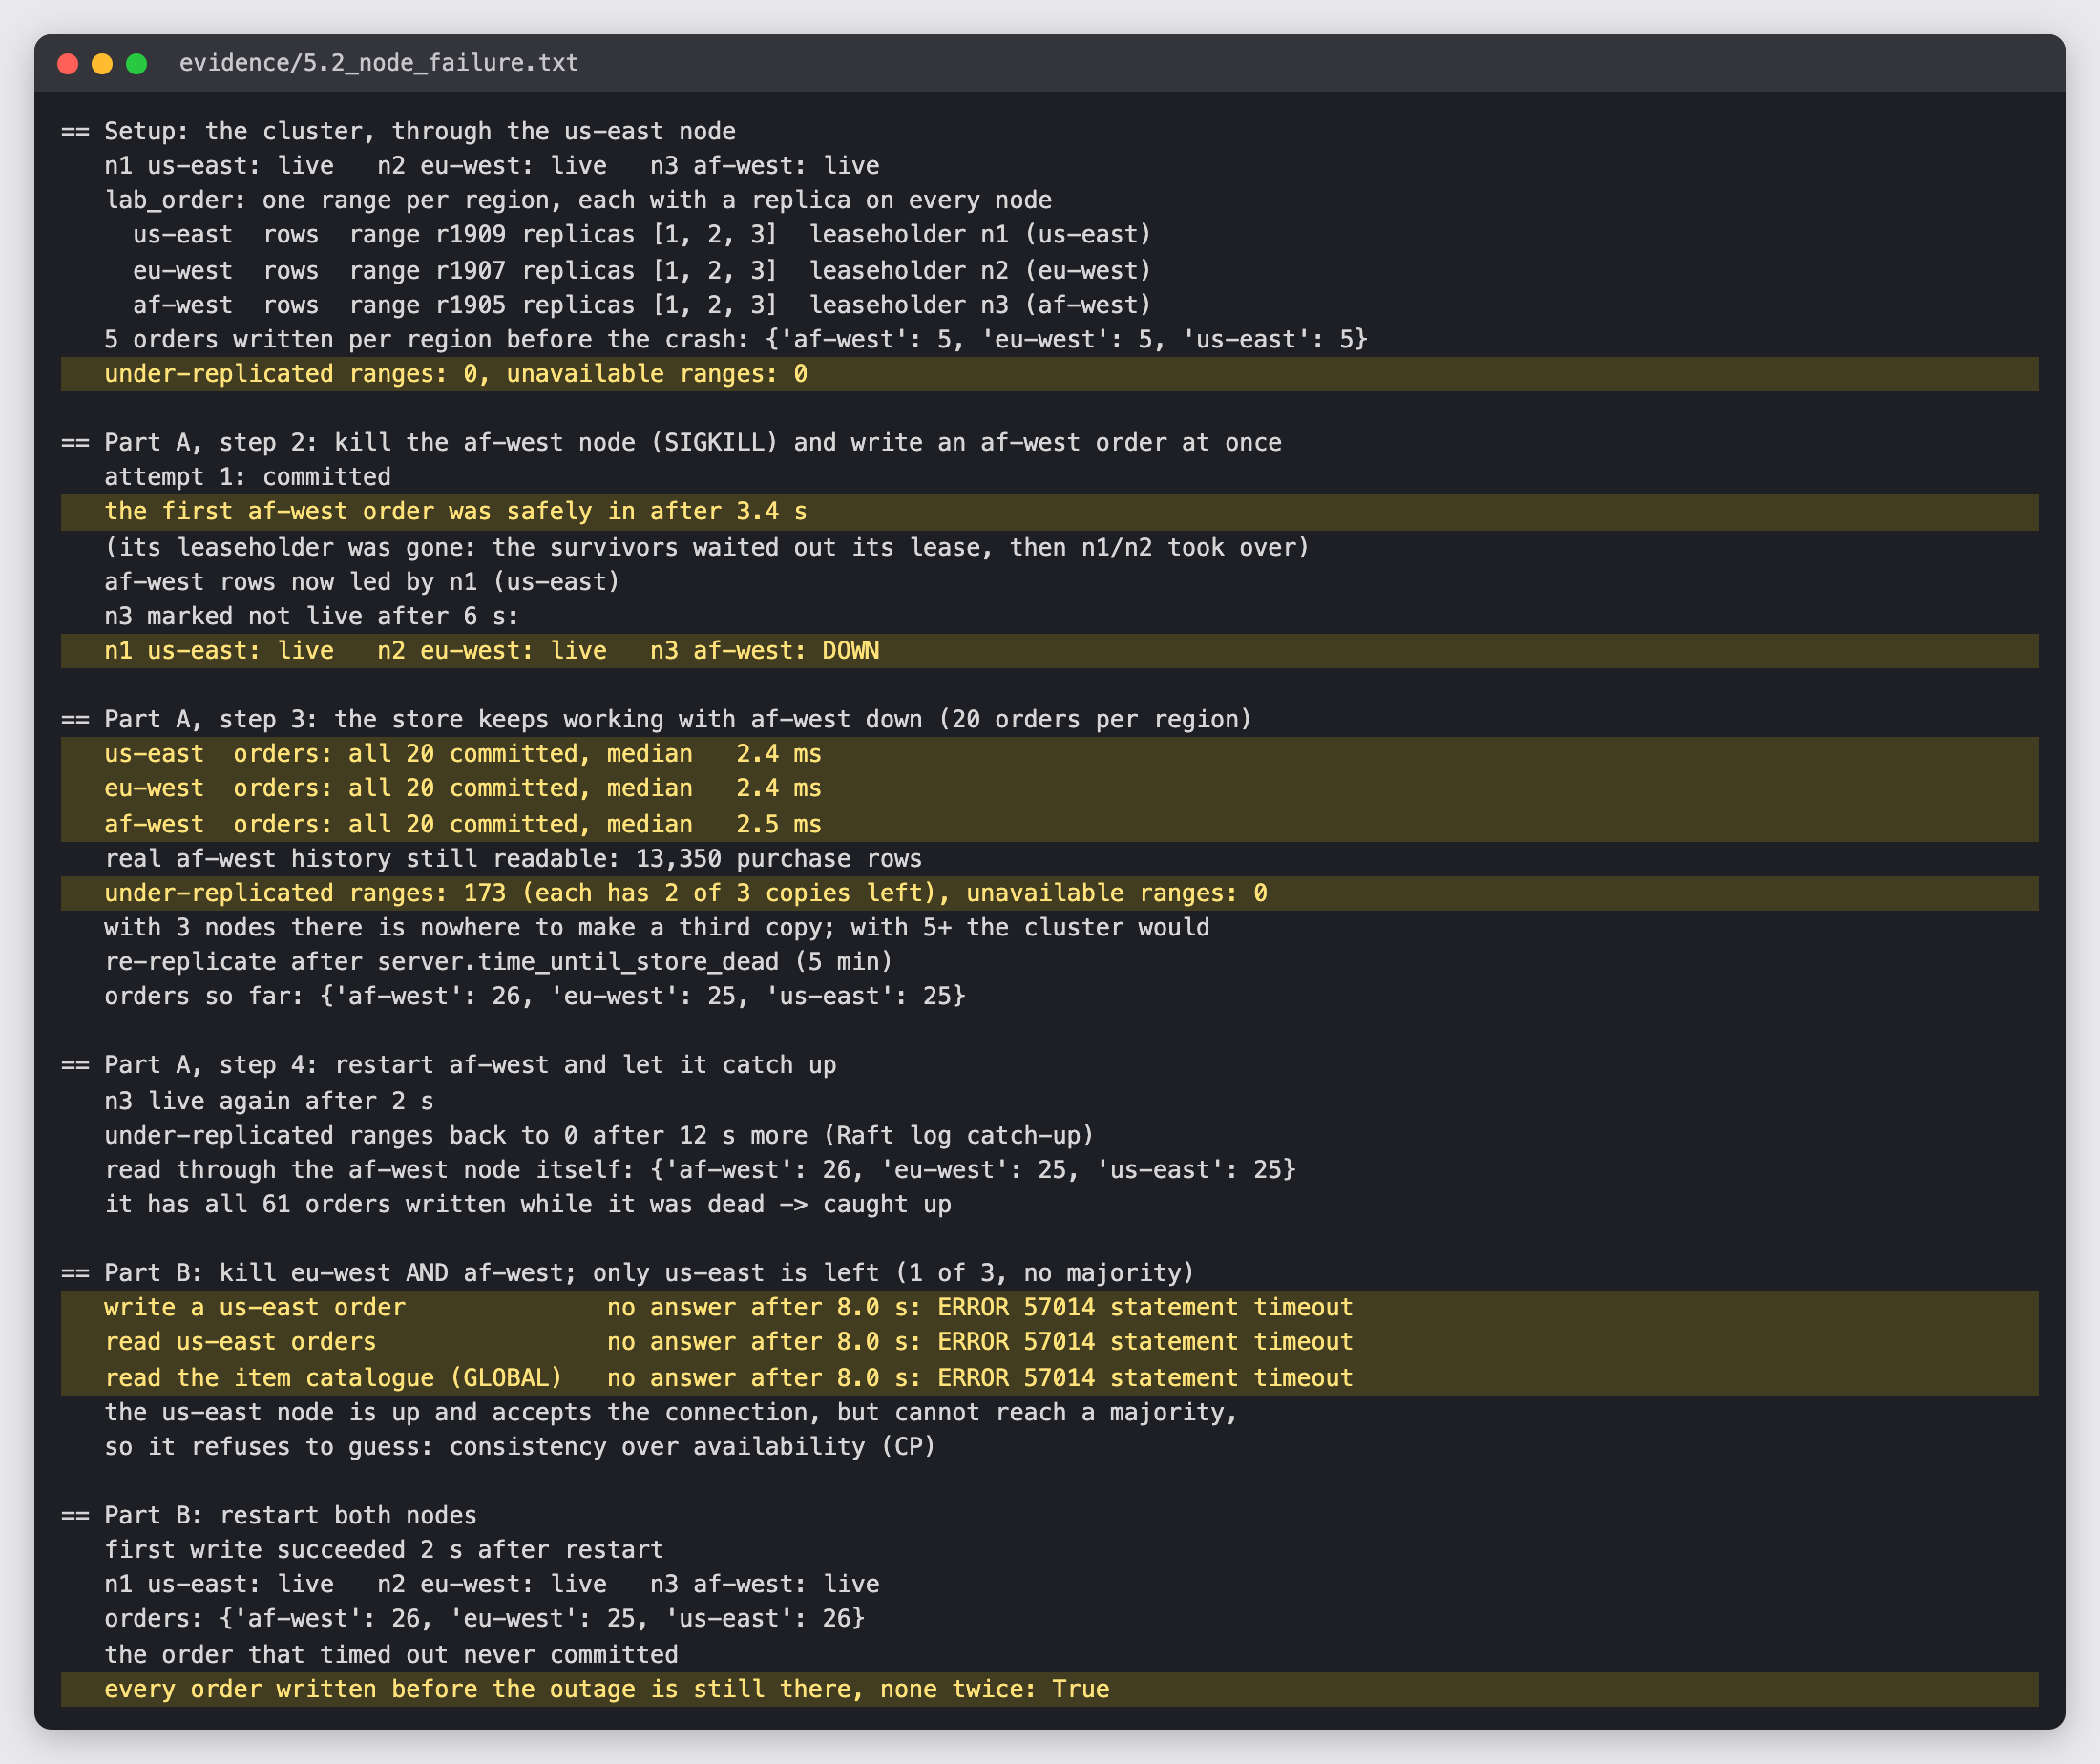 evidence/5.2_node_failure.txt
== Setup: the cluster, through the us-east node
n1 us-east: live   n2 eu-west: live   n3 af-west: live
lab_order: one range per region, each with a replica on every node
us-east  rows  range r1909 replicas [1, 2, 3]  leaseholder n1 (us-east)
eu-west  rows  range r1907 replicas [1, 2, 3]  leaseholder n2 (eu-west)
af-west  rows  range r1905 replicas [1, 2, 3]  leaseholder n3 (af-west)
5 orders written per region before the crash: {'af-west': 5, 'eu-west': 5, 'us-east': 5}
under-replicated ranges: 0, unavailable ranges: 0
== Part A, step 2: kill the af-west node (SIGKILL) and write an af-west order at once
attempt 1: committed
the first af-west order was safely in after 3.4 s
(its leaseholder was gone: the survivors waited out its lease, then n1/n2 took over)
af-west rows now led by n1 (us-east)
n3 marked not live after 6 s:
n1 us-east: live   n2 eu-west: live   n3 af-west: DOWN
== Part A, step 3: the store keeps working with af-west down (20 orders per region)
us-east  orders: all 20 committed, median   2.4 ms
eu-west  orders: all 20 committed, median   2.4 ms
af-west  orders: all 20 committed, median   2.5 ms
real af-west history still readable: 13,350 purchase rows
under-replicated ranges: 173 (each has 2 of 3 copies left), unavailable ranges: 0
with 3 nodes there is nowhere to make a third copy; with 5+ the cluster would
re-replicate after server.time_until_store_dead (5 min)
orders so far: {'af-west': 26, 'eu-west': 25, 'us-east': 25}
== Part A, step 4: restart af-west and let it catch up
n3 live again after 2 s
under-replicated ranges back to 0 after 12 s more (Raft log catch-up)
read through the af-west node itself: {'af-west': 26, 'eu-west': 25, 'us-east': 25}
it has all 61 orders written while it was dead -> caught up
== Part B: kill eu-west AND af-west; only us-east is left (1 of 3, no majority)
write a us-east order              no answer after 8.0 s: ERROR 57014 statement timeout
read us-east orders                no answer after 8.0 s: ERROR 57014 statement timeout
read the item catalogue (GLOBAL)   no answer after 8.0 s: ERROR 57014 statement timeout
the us-east node is up and accepts the connection, but cannot reach a majority,
so it refuses to guess: consistency over availability (CP)
== Part B: restart both nodes
first write succeeded 2 s after restart
n1 us-east: live   n2 eu-west: live   n3 af-west: live
orders: {'af-west': 26, 'eu-west': 25, 'us-east': 26}
the order that timed out never committed
every order written before the outage is still there, none twice: True